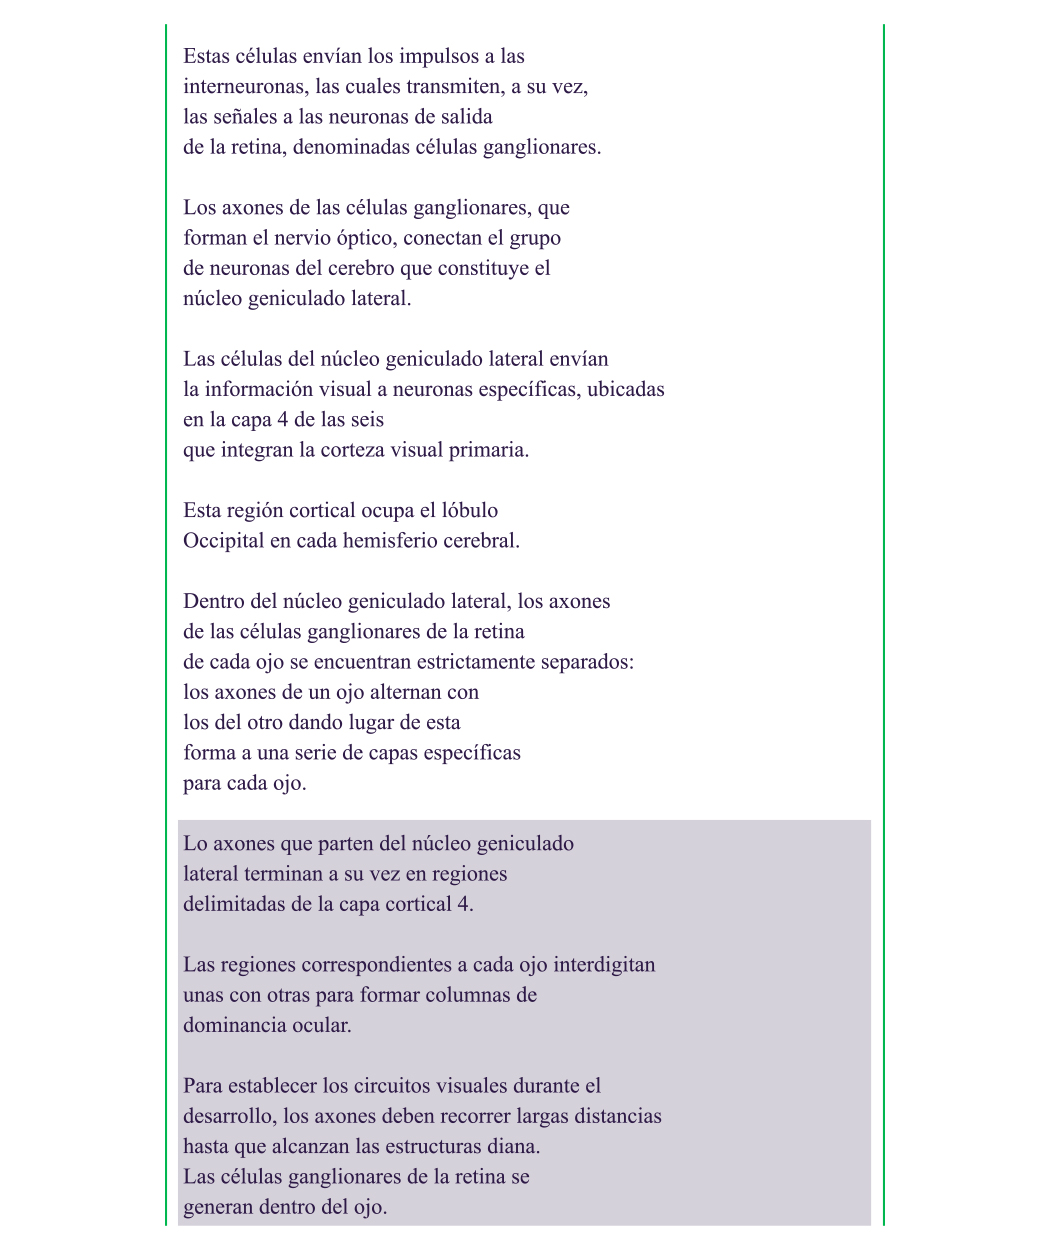 Estas células envían los impulsos a las
interneuronas, las cuales transmiten, a su vez,
las señales a las neuronas de salida
de la retina, denominadas células ganglionares.
Los axones de las células ganglionares, que
forman el nervio óptico, conectan el grupo
de neuronas del cerebro que constituye el
núcleo geniculado lateral.
Las células del núcleo geniculado lateral envían
la información visual a neuronas específicas, ubicadas
en la capa 4 de las seis
que integran la corteza visual primaria.
Esta región cortical ocupa el lóbulo
Occipital en cada hemisferio cerebral.
Dentro del núcleo geniculado lateral, los axones
de las células ganglionares de la retina
de cada ojo se encuentran estrictamente separados:
los axones de un ojo alternan con
los del otro dando lugar de esta
forma a una serie de capas específicas
para cada ojo.
Lo axones que parten del núcleo geniculado
lateral terminan a su vez en regiones
delimitadas de la capa cortical 4.
Las regiones correspondientes a cada ojo interdigitan
unas con otras para formar columnas de
dominancia ocular.
Para establecer los circuitos visuales durante el
desarrollo, los axones deben recorrer largas distancias
hasta que alcanzan las estructuras diana.
Las células ganglionares de la retina se
generan dentro del ojo.